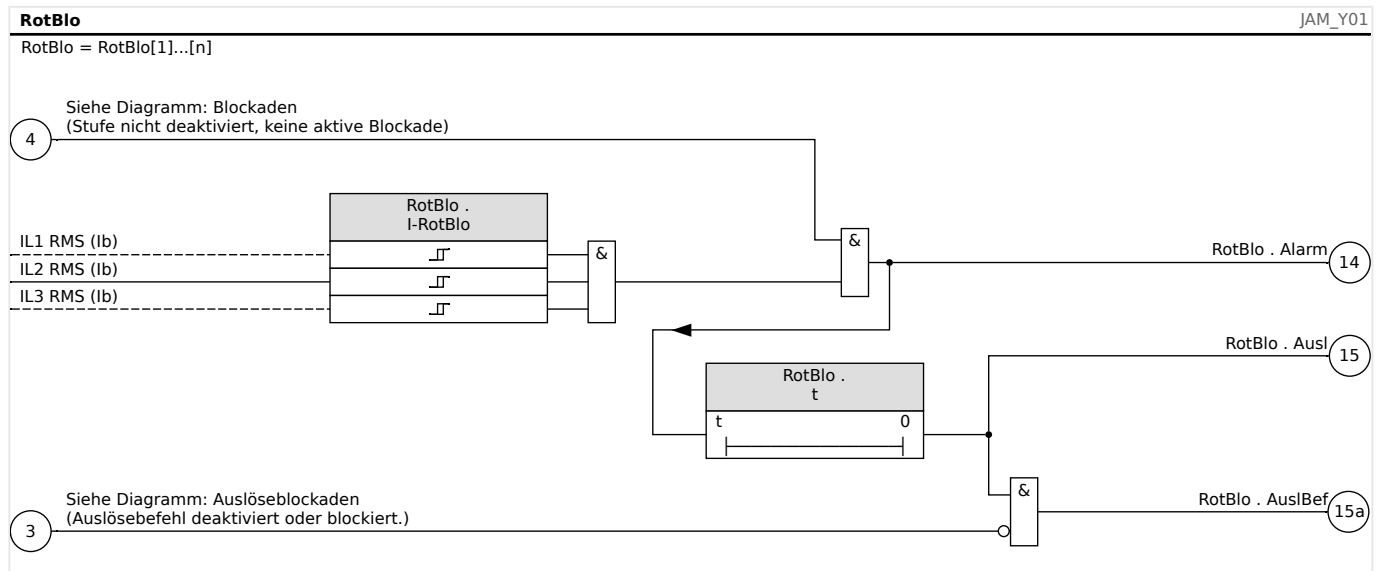 RotBlo
JAM_Y01
RotBlo = RotBlo[1]...[n]
Siehe Diagramm: Blockaden
(Stufe nicht deaktiviert, keine aktive Blockade)
4
RotBlo .
I-RotBlo
IL1 RMS (Ib)
IL2 RMS (Ib)
IL3 RMS (Ib)
&
&
RotBlo . Alarm
14
RotBlo . Ausl
15
RotBlo .
t
t 0
Siehe Diagramm: Auslöseblockaden
(Auslösebefehl deaktiviert oder blockiert.)
3
&
RotBlo . AuslBef
15a